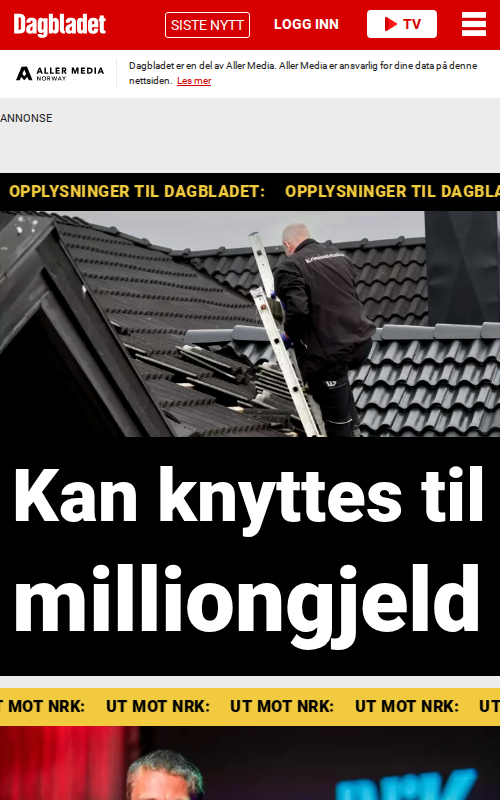 Dagbladet SISTE NYTT LOGG INN TV
ALLER MEDIA NORWAY
Dagbladet er en del av Aller Media. Aller Media er ansvarlig for dine data på denne
nettsiden. Les mer
ANNONSE
OPPLYSNINGER TIL DAGBLADET: OPPLYSNINGER TIL DAGBLA
Kan knyttes til
milliongjeld
T MOT NRK: UT MOT NRK: UT MOT NRK: UT MOT NRK: UT
NRK